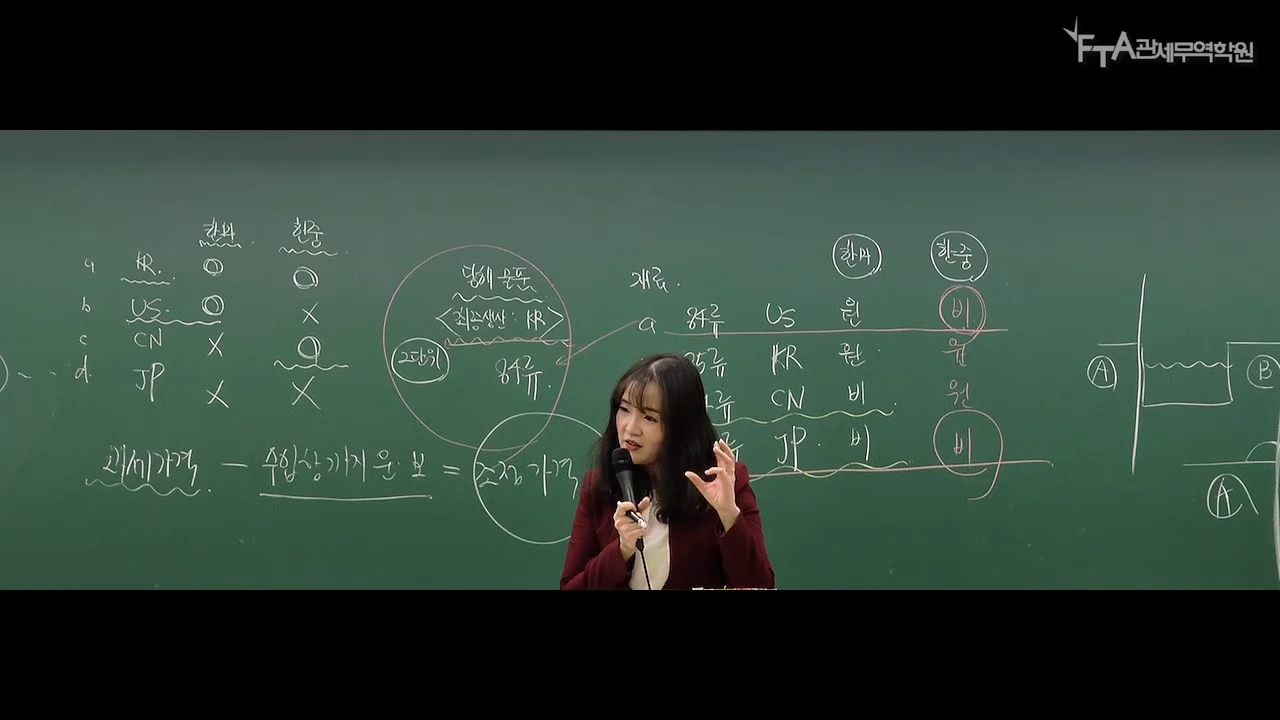 FTA관세무역학원
한미 한중
a KR O O
b US O X
c CN X O
d JP X X
과세가격 - 수입항까지 운·보 = 조정가격
당해 물품
<최종생산 : KR>
2단위 84류
재료
한미 한·중
a 84류 US 원 비
85류 KR 원 원
류 CN 비 원
JP 비 비
A B
A